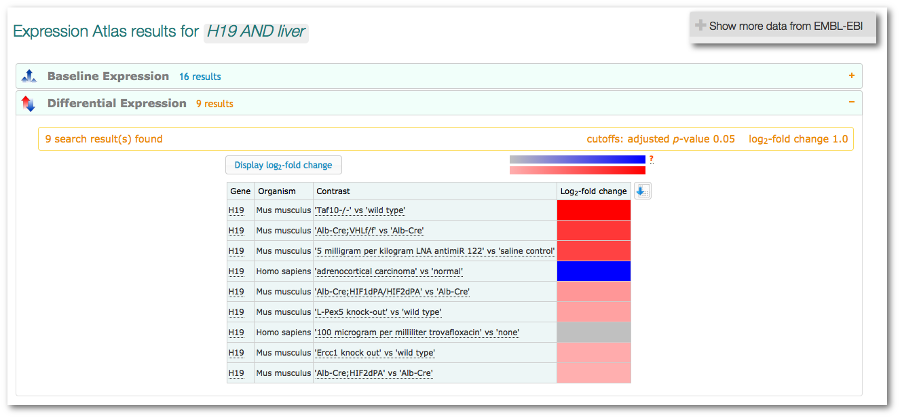 Expression Atlas results for H19 AND liver
Show more data from EMBL-EBI
Baseline Expression 16 results +
Differential Expression 9 results −
9 search result(s) found cutoffs: adjusted p-value 0.05 log2-fold change 1.0
Display log2-fold change ?
Gene Organism Contrast Log2-fold change
H19 Mus musculus 'Taf10-/-' vs 'wild type'
H19 Mus musculus 'Alb-Cre;VHLf/f' vs 'Alb-Cre'
H19 Mus musculus '5 milligram per kilogram LNA antimiR 122' vs 'saline control'
H19 Homo sapiens 'adrenocortical carcinoma' vs 'normal'
H19 Mus musculus 'Alb-Cre;HIF1dPA/HIF2dPA' vs 'Alb-Cre'
H19 Mus musculus 'L-Pex5 knock-out' vs 'wild type'
H19 Homo sapiens '100 microgram per milliliter trovafloxacin' vs 'none'
H19 Mus musculus 'Ercc1 knock out' vs 'wild type'
H19 Mus musculus 'Alb-Cre;HIF2dPA' vs 'Alb-Cre'